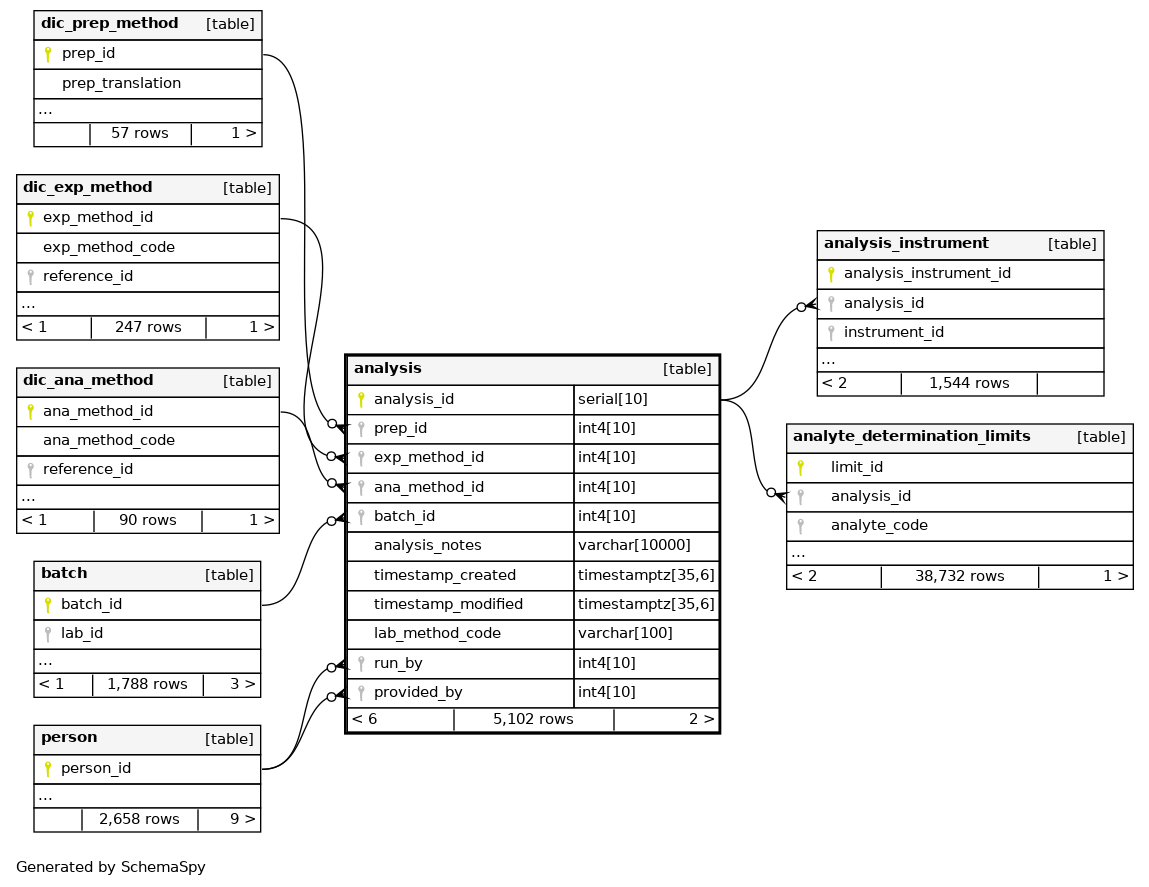 dic_prep_method [table]
prep_id
prep_translation
...
57 rows 1 >
dic_exp_method [table]
exp_method_id
exp_method_code
reference_id
...
< 1 247 rows 1 >
dic_ana_method [table]
ana_method_id
ana_method_code
reference_id
...
< 1 90 rows 1 >
batch [table]
batch_id
lab_id
...
< 1 1,788 rows 3 >
person [table]
person_id
...
2,658 rows 9 >
analysis [table]
analysis_id serial[10]
prep_id int4[10]
exp_method_id int4[10]
ana_method_id int4[10]
batch_id int4[10]
analysis_notes varchar[10000]
timestamp_created timestamptz[35,6]
timestamp_modified timestamptz[35,6]
lab_method_code varchar[100]
run_by int4[10]
provided_by int4[10]
< 6 5,102 rows 2 >
analysis_instrument [table]
analysis_instrument_id
analysis_id
instrument_id
...
< 2 1,544 rows
analyte_determination_limits [table]
limit_id
analysis_id
analyte_code
...
< 2 38,732 rows 1 >
Generated by SchemaSpy